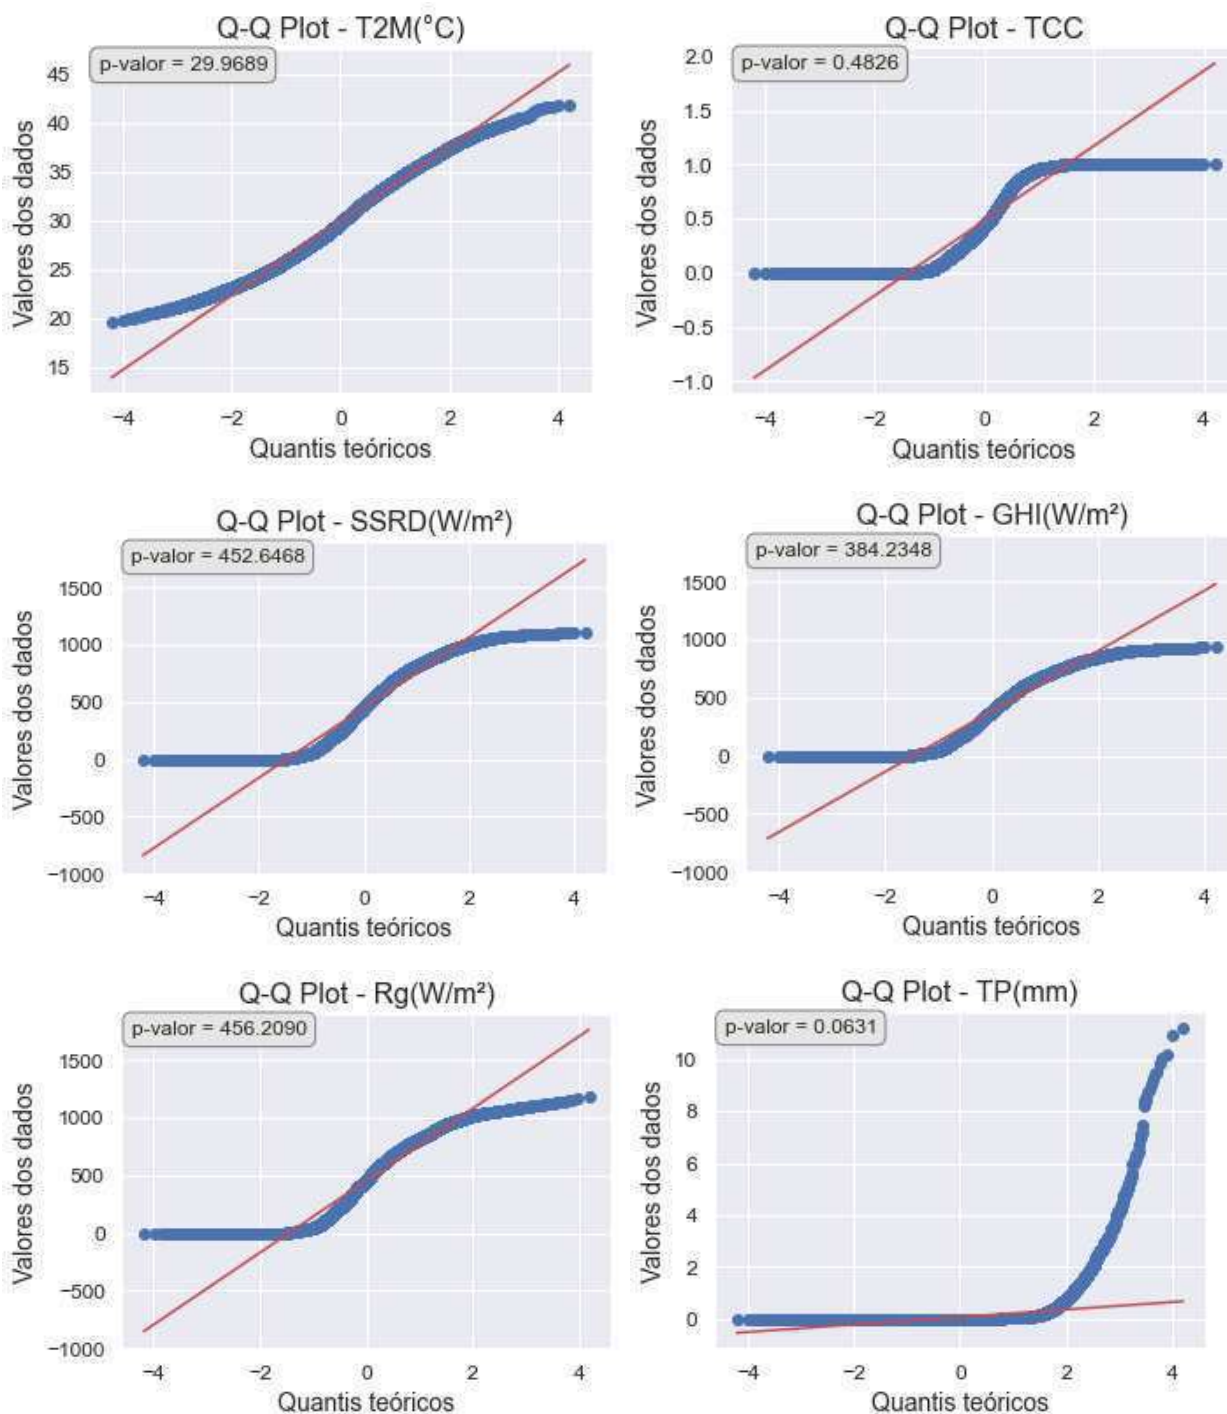 Q-Q Plot - T2M(°C)
p-valor = 29.9689
Valores dos dados
45
40
35
30
25
20
15
−4 −2 0 2 4
Quantis teóricos
Q-Q Plot - TCC
p-valor = 0.4826
Valores dos dados
2.0
1.5
1.0
0.5
0.0
−0.5
−1.0
−4 −2 0 2 4
Quantis teóricos
Q-Q Plot - SSRD(W/m²)
p-valor = 452.6468
Valores dos dados
1500
1000
500
0
−500
−1000
−4 −2 0 2 4
Quantis teóricos
Q-Q Plot - GHI(W/m²)
p-valor = 384.2348
Valores dos dados
1500
1000
500
0
−500
−1000
−4 −2 0 2 4
Quantis teóricos
Q-Q Plot - Rg(W/m²)
p-valor = 456.2090
Valores dos dados
1500
1000
500
0
−500
−1000
−4 −2 0 2 4
Quantis teóricos
Q-Q Plot - TP(mm)
p-valor = 0.0631
Valores dos dados
10
8
6
4
2
0
−4 −2 0 2 4
Quantis teóricos